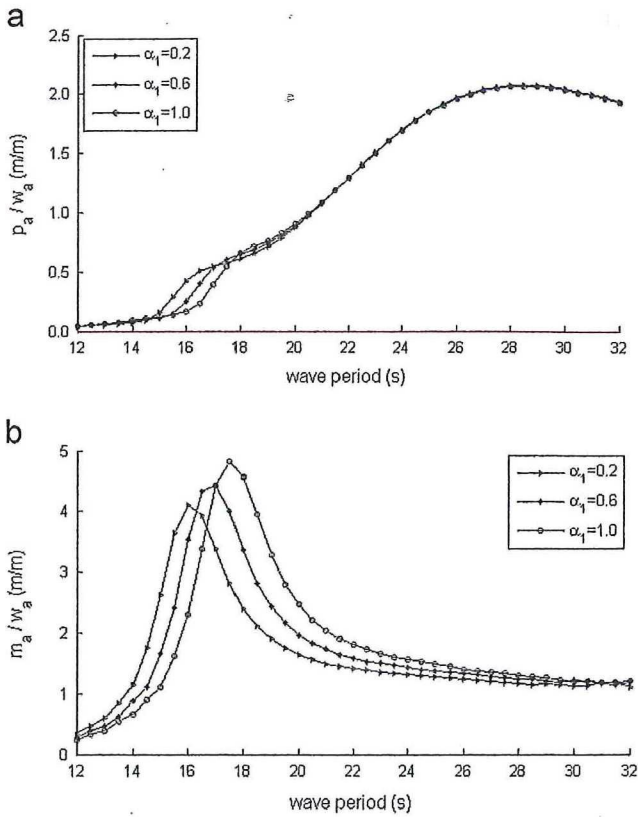 a
2.5
2.0
1.5
1.0
0.5
0.0
pₐ / wₐ (m/m)
α₁=0.2
α₁=0.6
α₁=1.0
12 14 16 18 20 22 24 26 28 30 32
wave period (s)
b
5
4
3
2
1
0
mₐ / wₐ (m/m)
α₁=0.2
α₁=0.6
α₁=1.0
12 14 16 18 20 22 24 26 28 30 32
wave period (s)